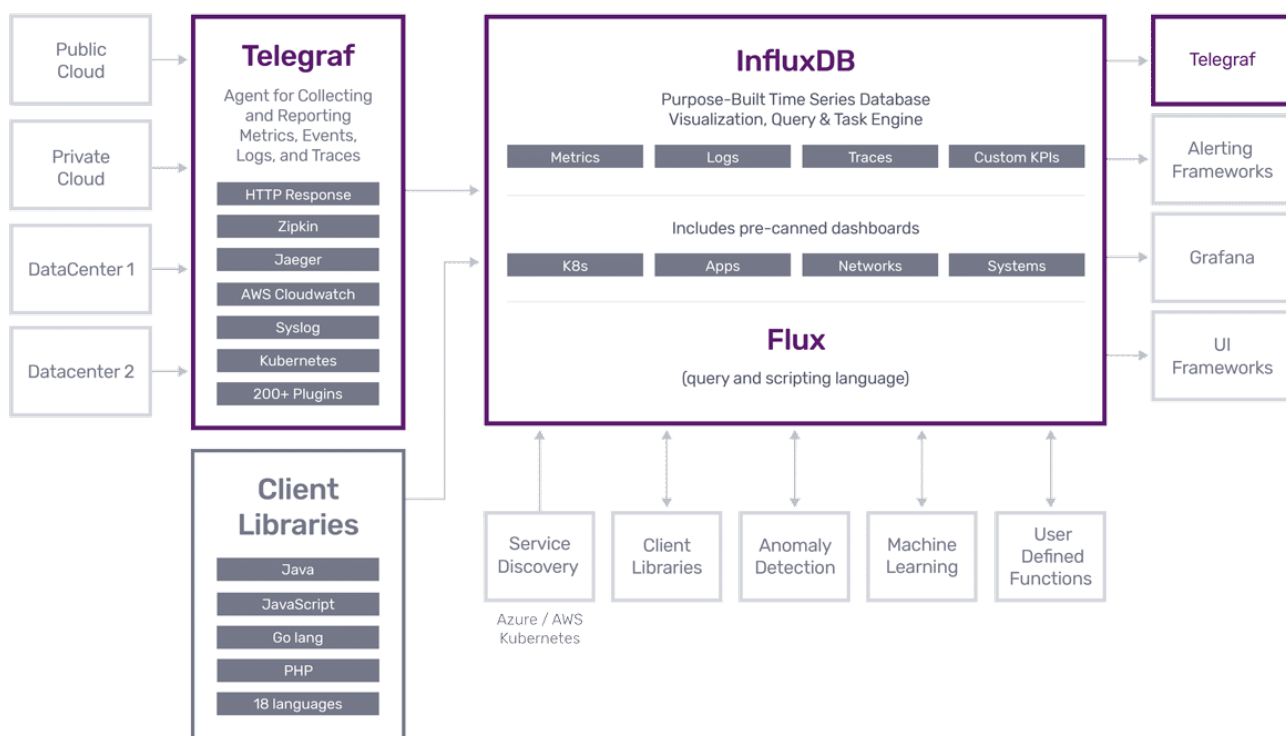 Public
Cloud
Private
Cloud
DataCenter 1
Datacenter 2
Telegraf
Agent for Collecting
and Reporting
Metrics, Events,
Logs, and Traces
HTTP Response
Zipkin
Jaeger
AWS Cloudwatch
Syslog
Kubernetes
200+ Plugins
Client
Libraries
Java
JavaScript
Go lang
PHP
18 languages
InfluxDB
Purpose-Built Time Series Database
Visualization, Query & Task Engine
Metrics
Logs
Traces
Custom KPIs
Includes pre-canned dashboards
K8s
Apps
Networks
Systems
Flux
(query and scripting language)
Service
Discovery
Azure / AWS
Kubernetes
Client
Libraries
Anomaly
Detection
Machine
Learning
User
Defined
Functions
Telegraf
Alerting
Frameworks
Grafana
UI
Frameworks